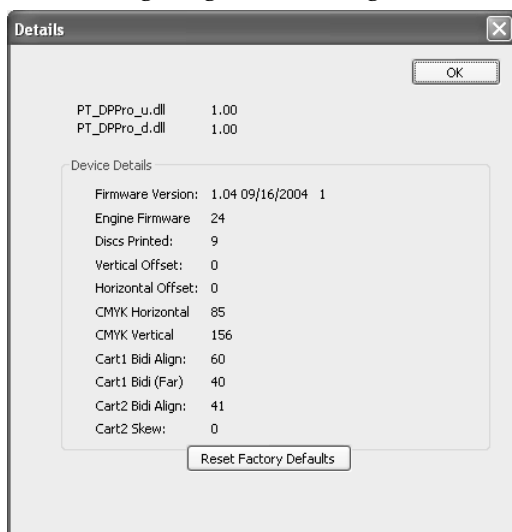 Details
OK
PT_DPPro_u.dll 1.00
PT_DPPro_d.dll 1.00
Device Details
Firmware Version: 1.04 09/16/2004 1
Engine Firmware 24
Discs Printed: 9
Vertical Offset: 0
Horizontal Offset: 0
CMYK Horizontal 85
CMYK Vertical 156
Cart1 Bidi Align: 60
Cart1 Bidi (Far) 40
Cart2 Bidi Align: 41
Cart2 Skew: 0
Reset Factory Defaults